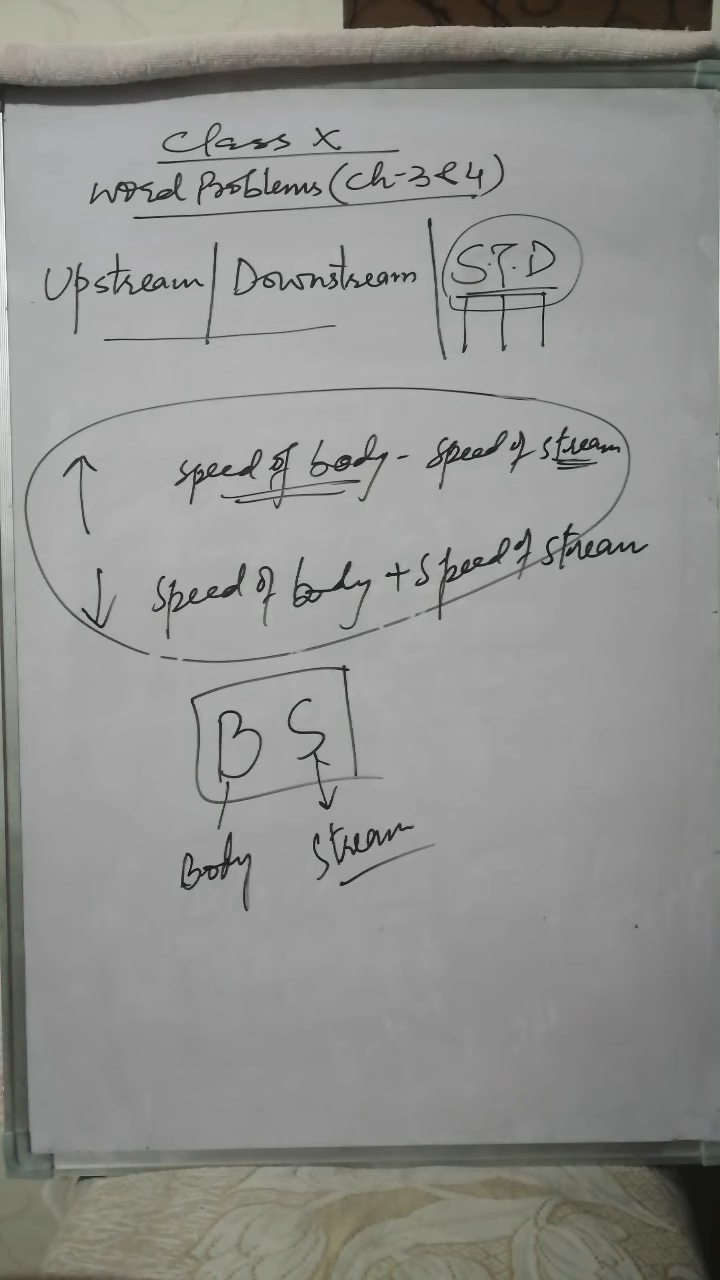 Class X
Word Problems (Ch-3 & 4)
Upstream | Downstream | S.T.D
↑ speed of body - speed of stream
↓ speed of body + speed of stream
B S
Body Stream